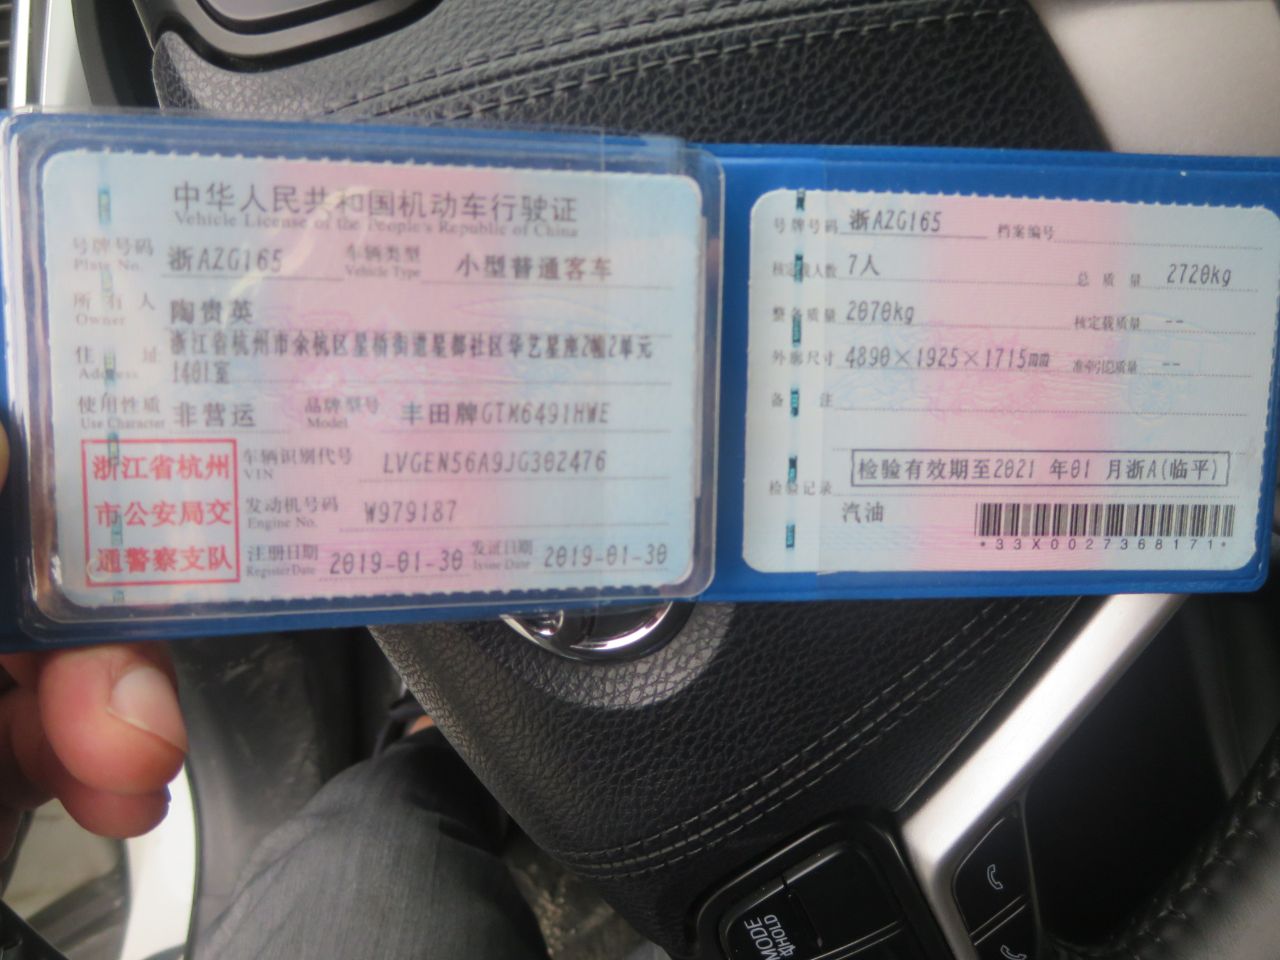 中华人民共和国机动车行驶证
Vehicle License of the People's Republic of China
号牌号码 浙AZG165 车辆类型 小型普通客车
Plate No. Vehicle Type
所有人 陶贵英
Owner
住址 浙江省杭州市余杭区星桥街道星都社区华艺星座2幢2单元
Address 1401室
使用性质 非营运 品牌型号 丰田牌GTM6491HWE
Use Character Model
浙江省杭州
市公安局交
通警察支队
车辆识别代号 LVGEN56A9JG302476
VIN
发动机号码 W979187
Engine No.
注册日期 2019-01-30 发证日期 2019-01-30
Register Date Issue Date
号牌号码 浙AZG165 档案编号
核定载人数 7人 总质量 2720kg
整备质量 2070kg 核定载质量 --
外廓尺寸 4890×1925×1715mm 准牵引总质量 --
备注
检验记录 检验有效期至2021 年01 月浙A(临平)
汽油
*33X0027368171*
MODE
HOLD